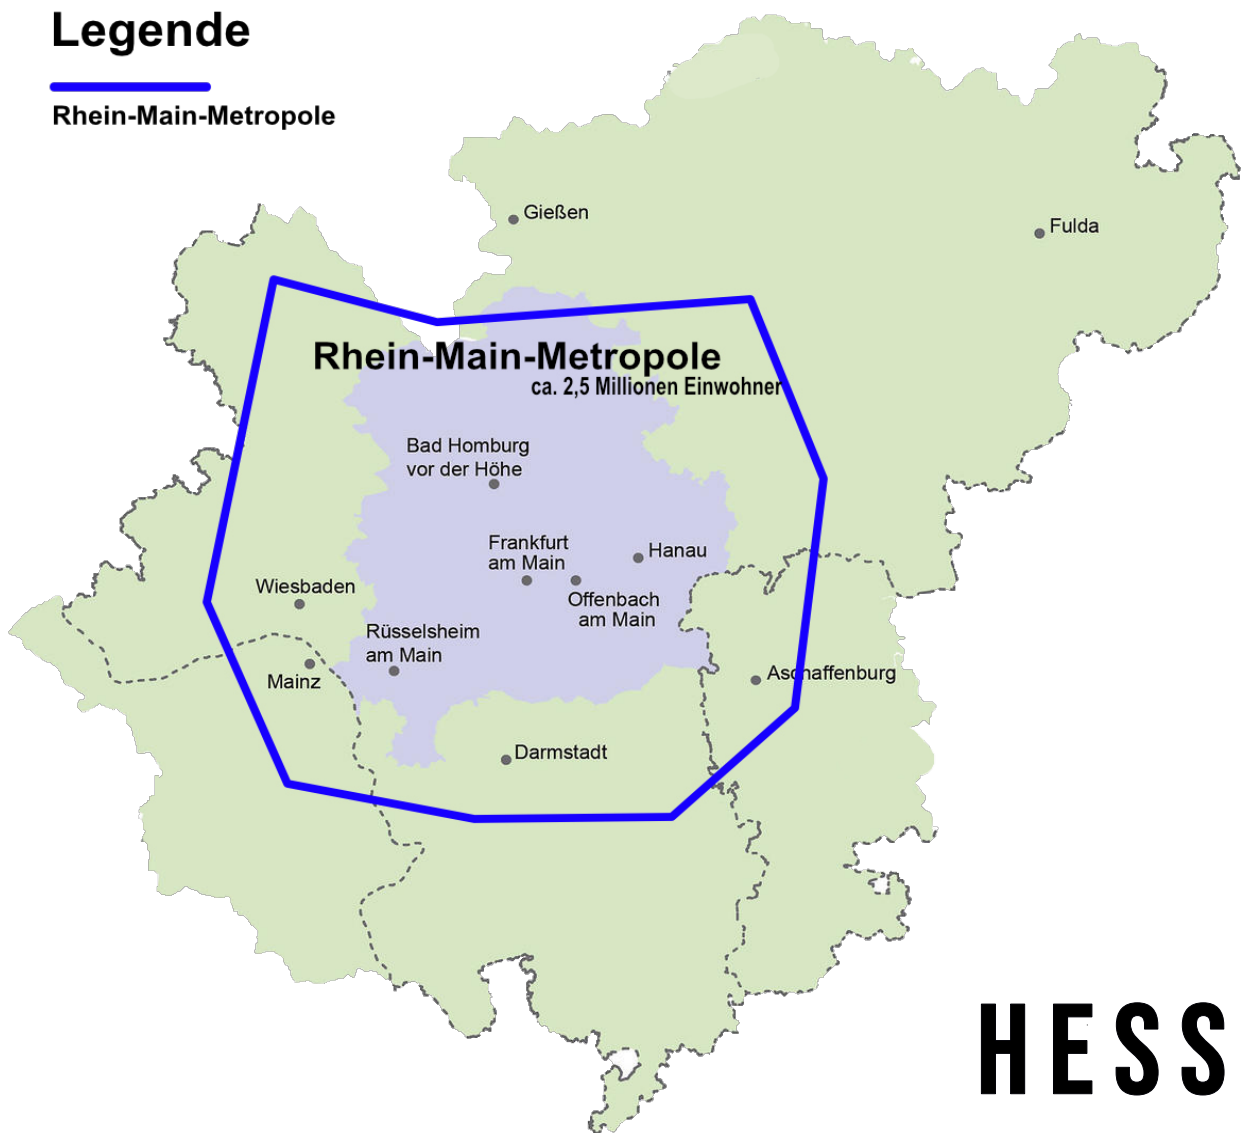 Legende
Rhein-Main-Metropole
Gießen
Fulda
Rhein-Main-Metropole
ca. 2,5 Millionen Einwohner
Bad Homburg
vor der Höhe
Frankfurt
am Main
Hanau
Offenbach
am Main
Wiesbaden
Rüsselsheim
am Main
Mainz
Aschaffenburg
Darmstadt
HESS